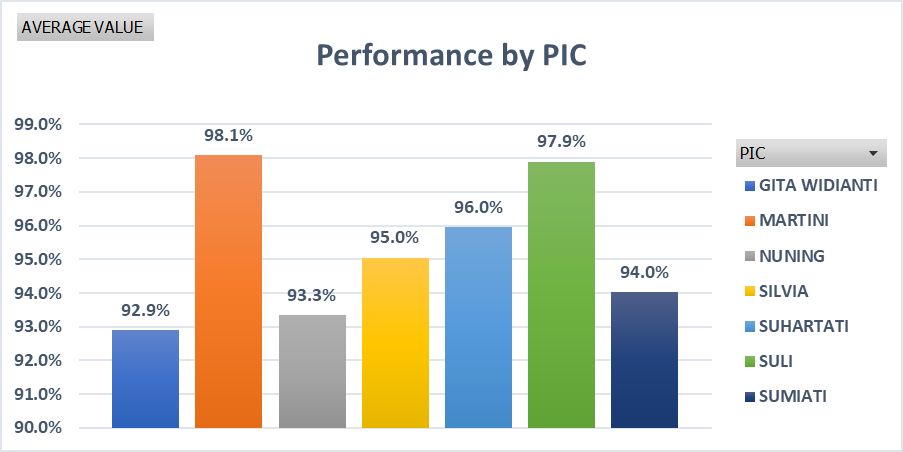 AVERAGE VALUE
Performance by PIC
99.0%
98.0%
97.0%
96.0%
95.0%
94.0%
93.0%
92.0%
91.0%
90.0%
92.9%
98.1%
93.3%
95.0%
96.0%
97.9%
94.0%
PIC
GITA WIDIANTI
MARTINI
NUNING
SILVIA
SUHARTATI
SULI
SUMIATI